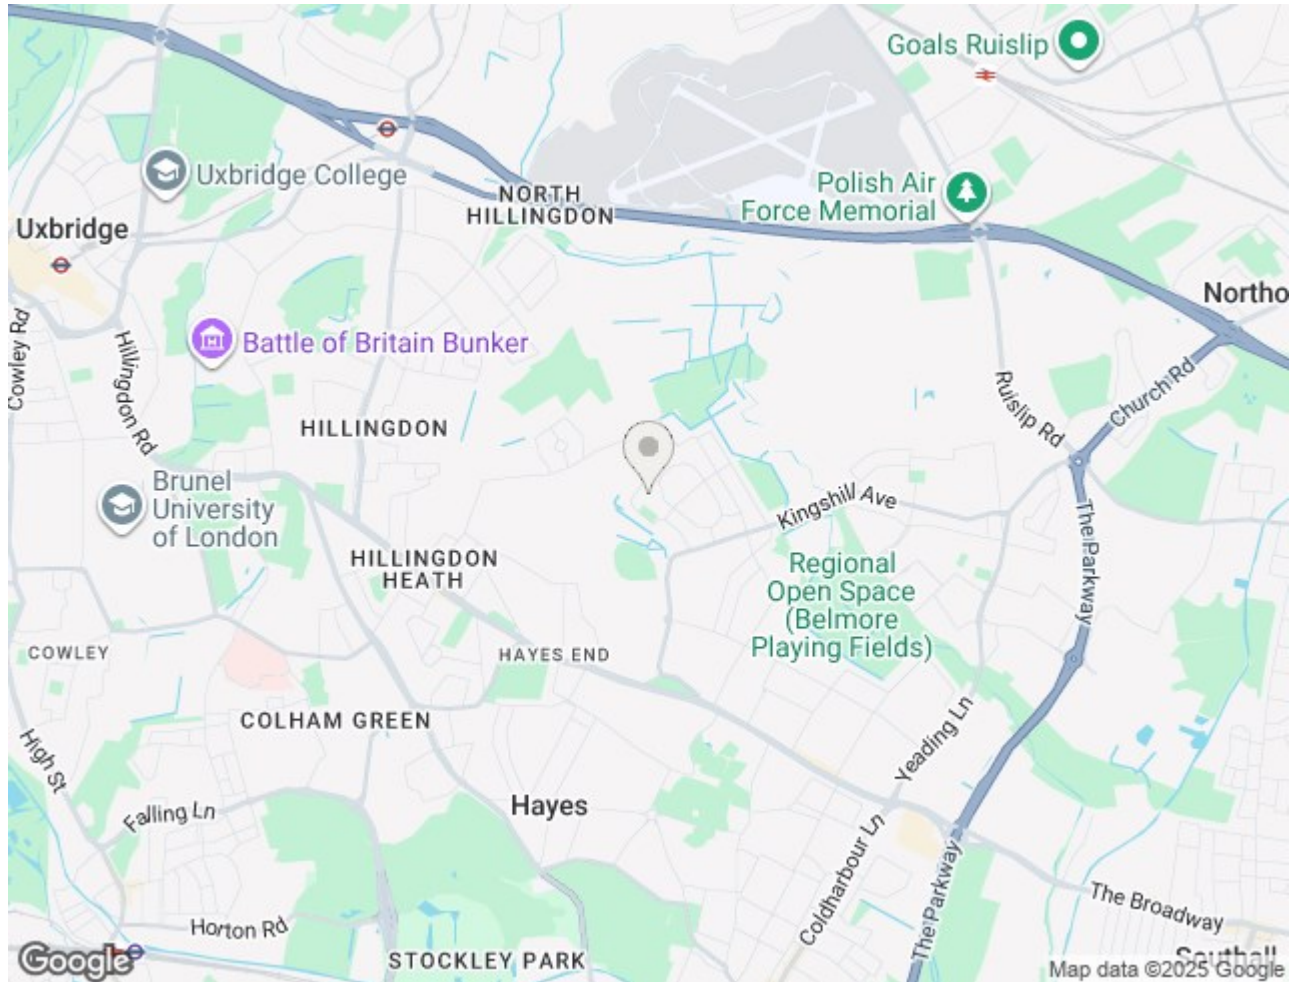 Goals Ruislip
Uxbridge College
NORTH
HILLINGDON
Polish Air
Force Memorial
Uxbridge
Northo
Cowley Rd
Hillingdon Rd
Battle of Britain Bunker
Ruislip Rd
Church Rd
HILLINGDON
Brunel
University
of London
Kingshill Ave
The Parkway
HILLINGDON
HEATH
Regional
Open Space
(Belmore
Playing Fields)
COWLEY
HAYES END
COLHAM GREEN
High St
Yeading Ln
Falling Ln
Hayes
Coldharbour Ln
The Parkway
The Broadway
Horton Rd
STOCKLEY PARK
Southall
Google
Map data ©2025 Google